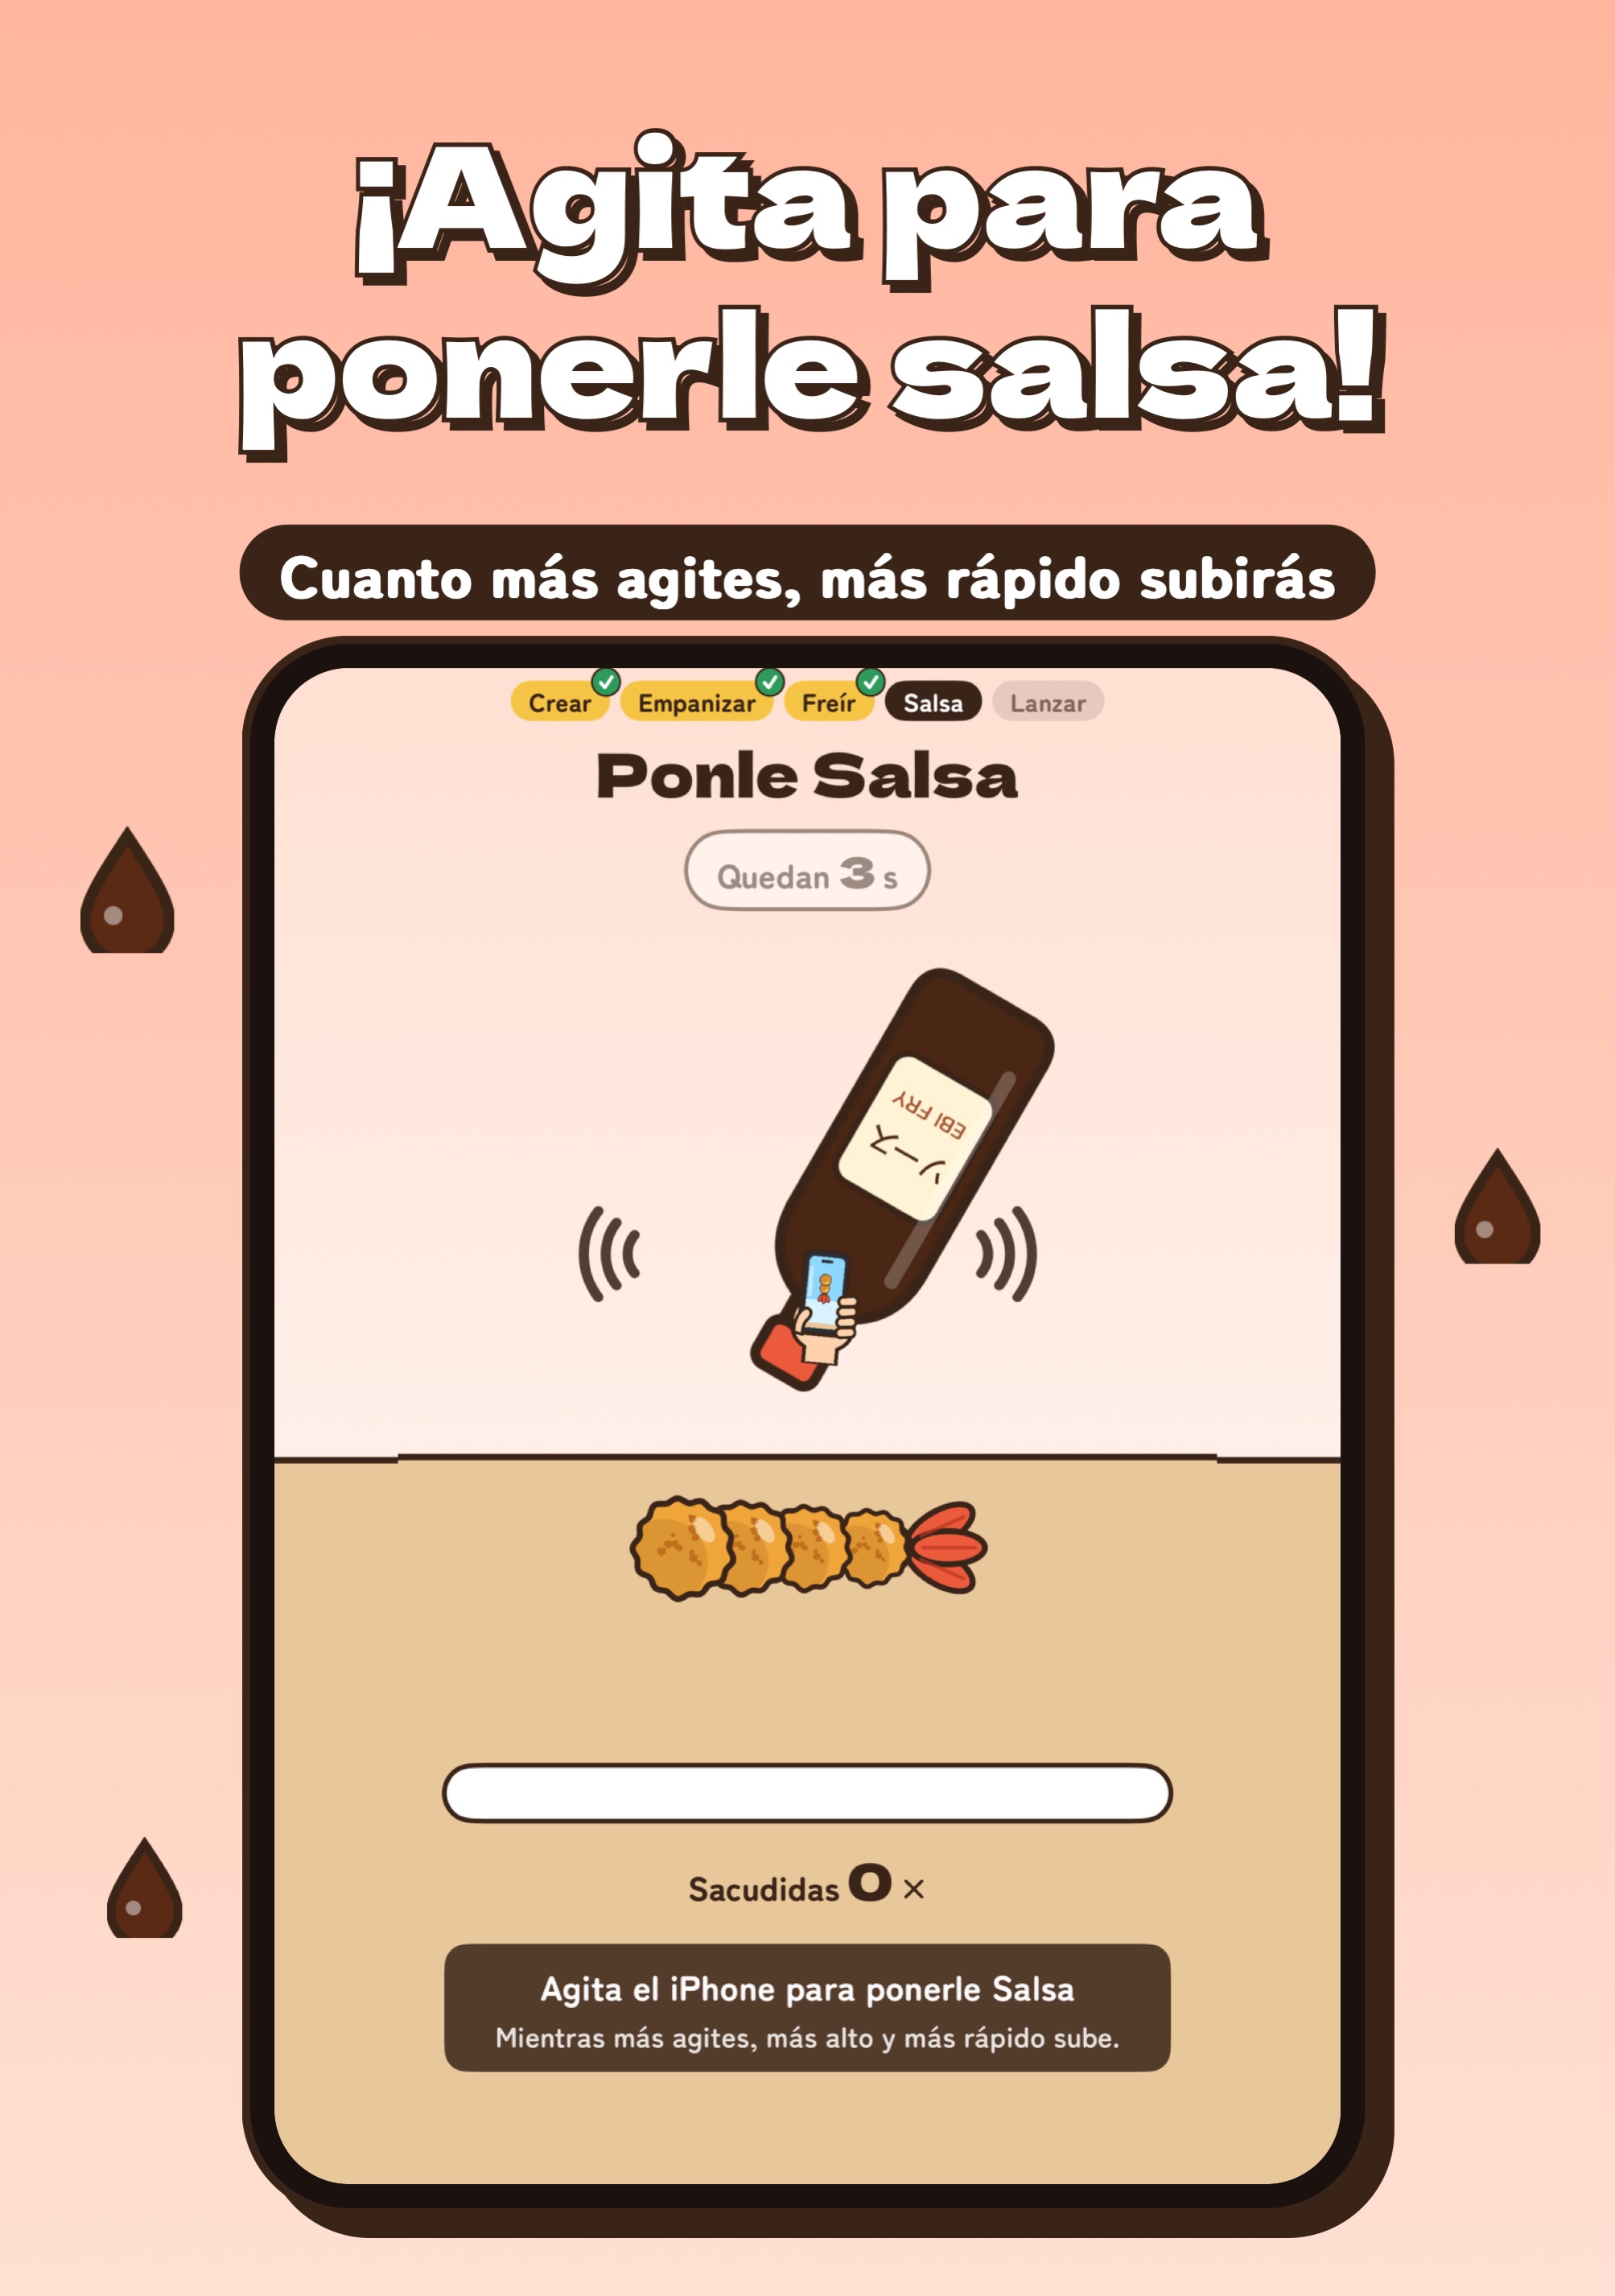 ¡Agita para
ponerle salsa!
Cuanto más agites, más rápido subirás
Crear Empanizar Freír Salsa Lanzar
Ponle Salsa
Quedan 3 s
ソース
EBI FRY
Sacudidas 0 ×
Agita el iPhone para ponerle Salsa
Mientras más agites, más alto y más rápido sube.